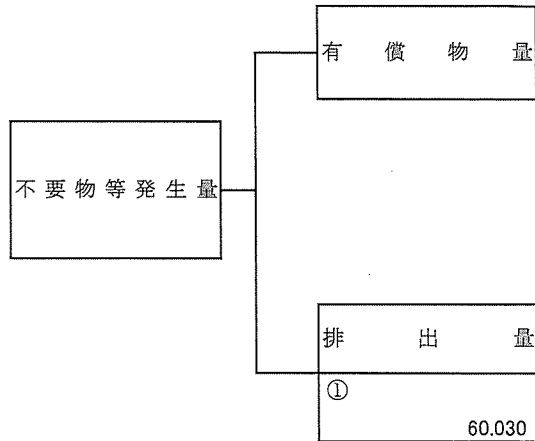 有償物量
不要物等発生量
排出量
①
60,030